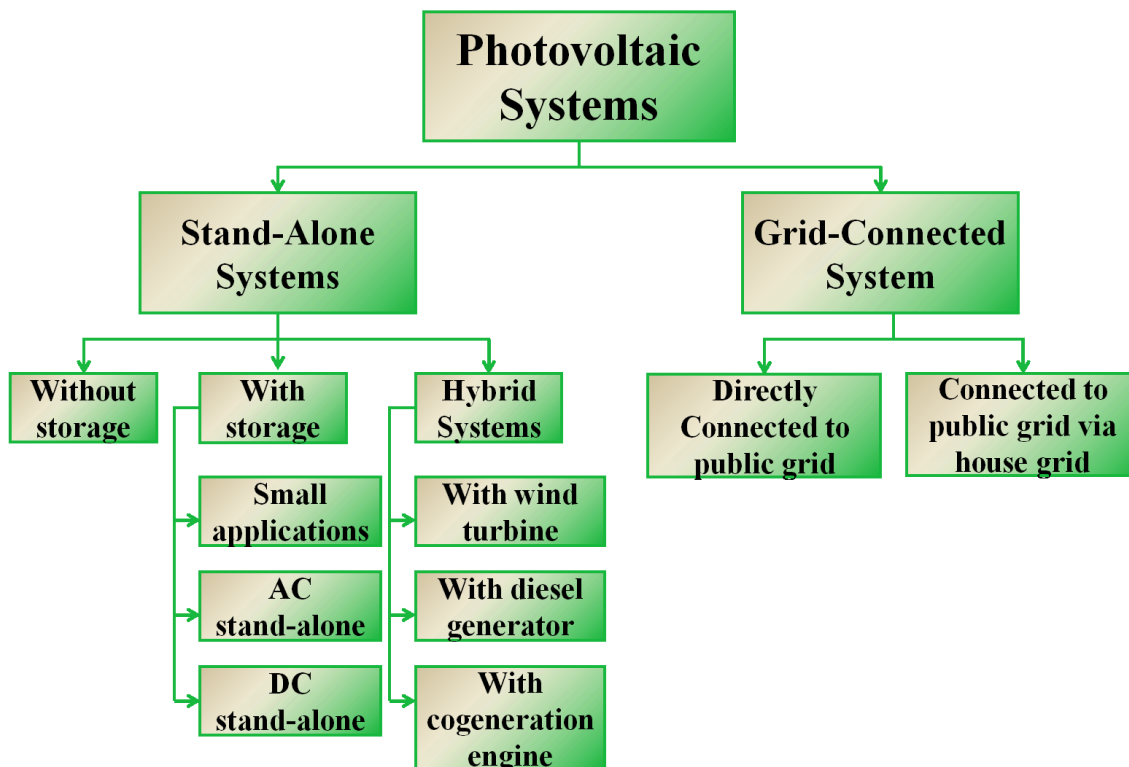 Photovoltaic
Systems
Stand-Alone
Systems
Grid-Connected
System
Without
storage
With
storage
Hybrid
Systems
Directly
Connected to
public grid
Connected to
public grid via
house grid
Small
applications
With wind
turbine
AC
stand-alone
With diesel
generator
DC
stand-alone
With
cogeneration
engine